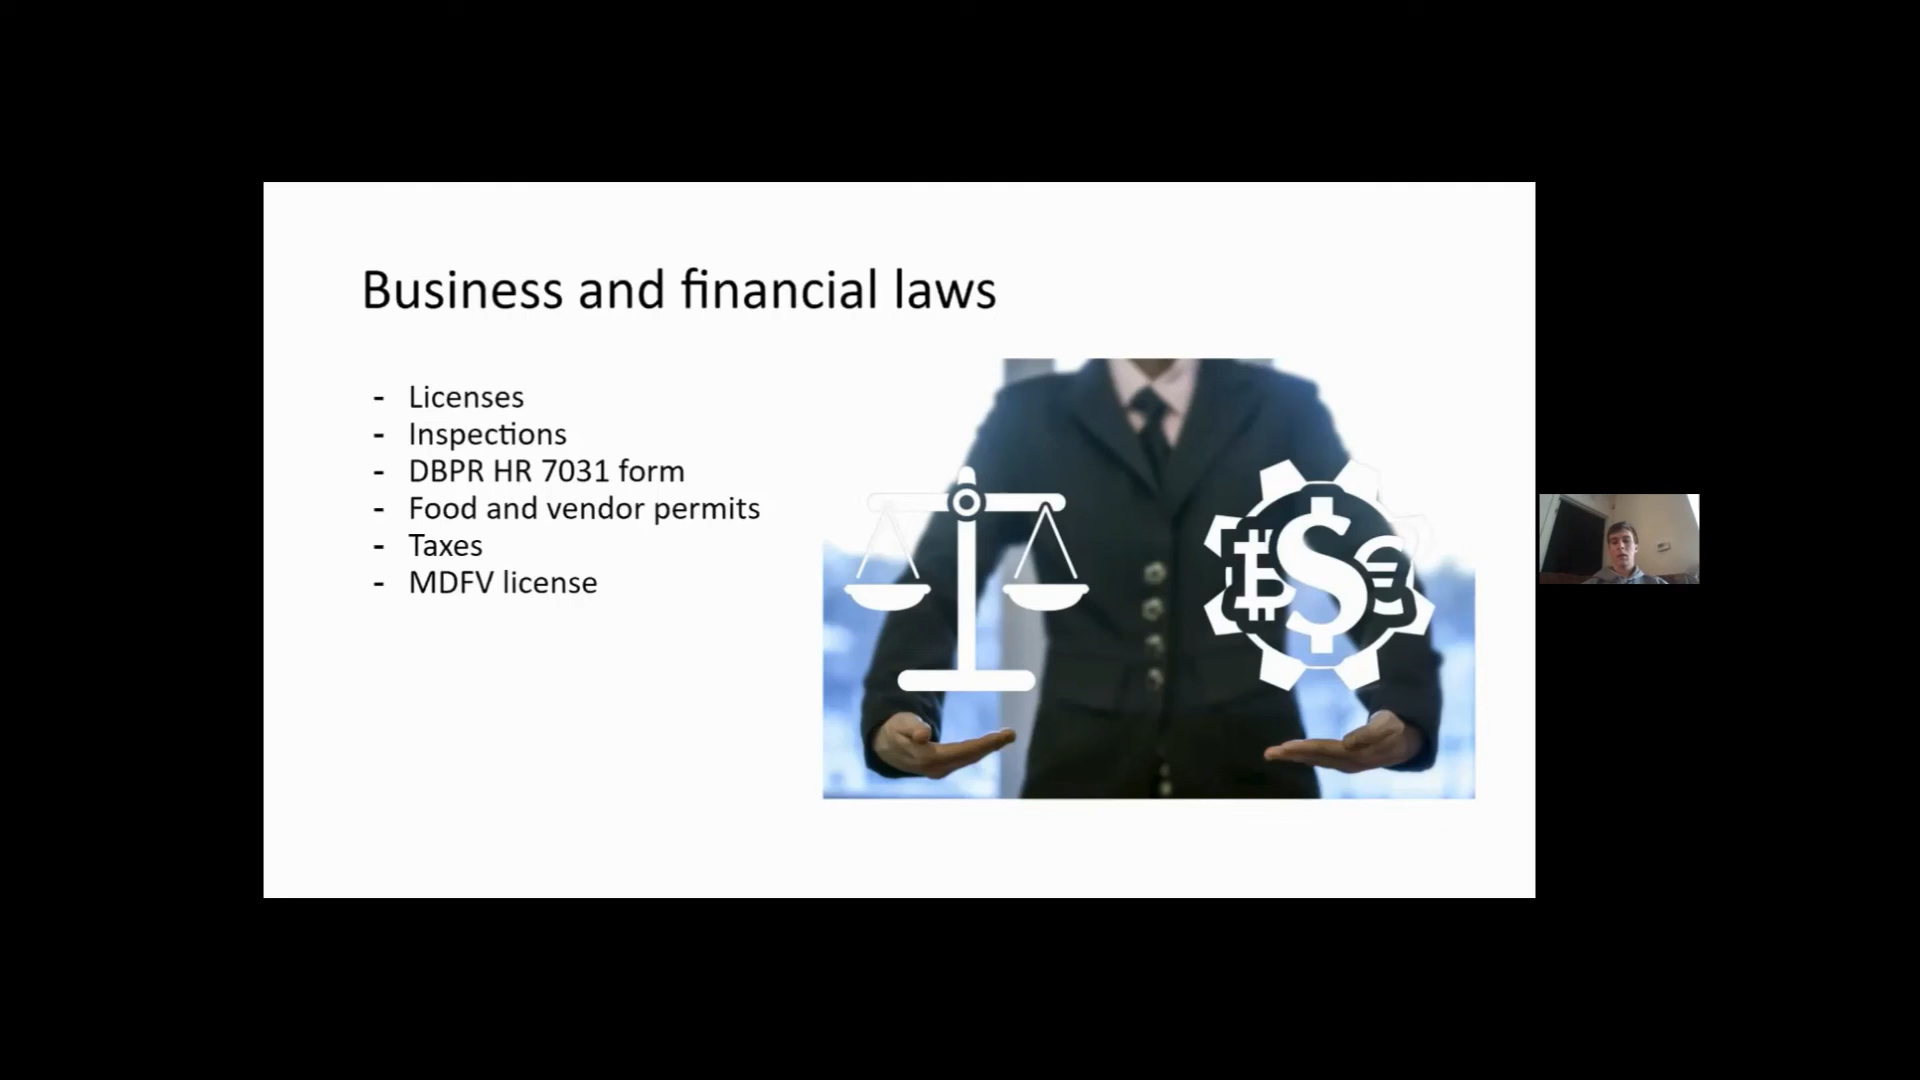 Business and financial laws
- Licenses
- Inspections
- DBPR HR 7031 form
- Food and vendor permits
- Taxes
- MDFV license